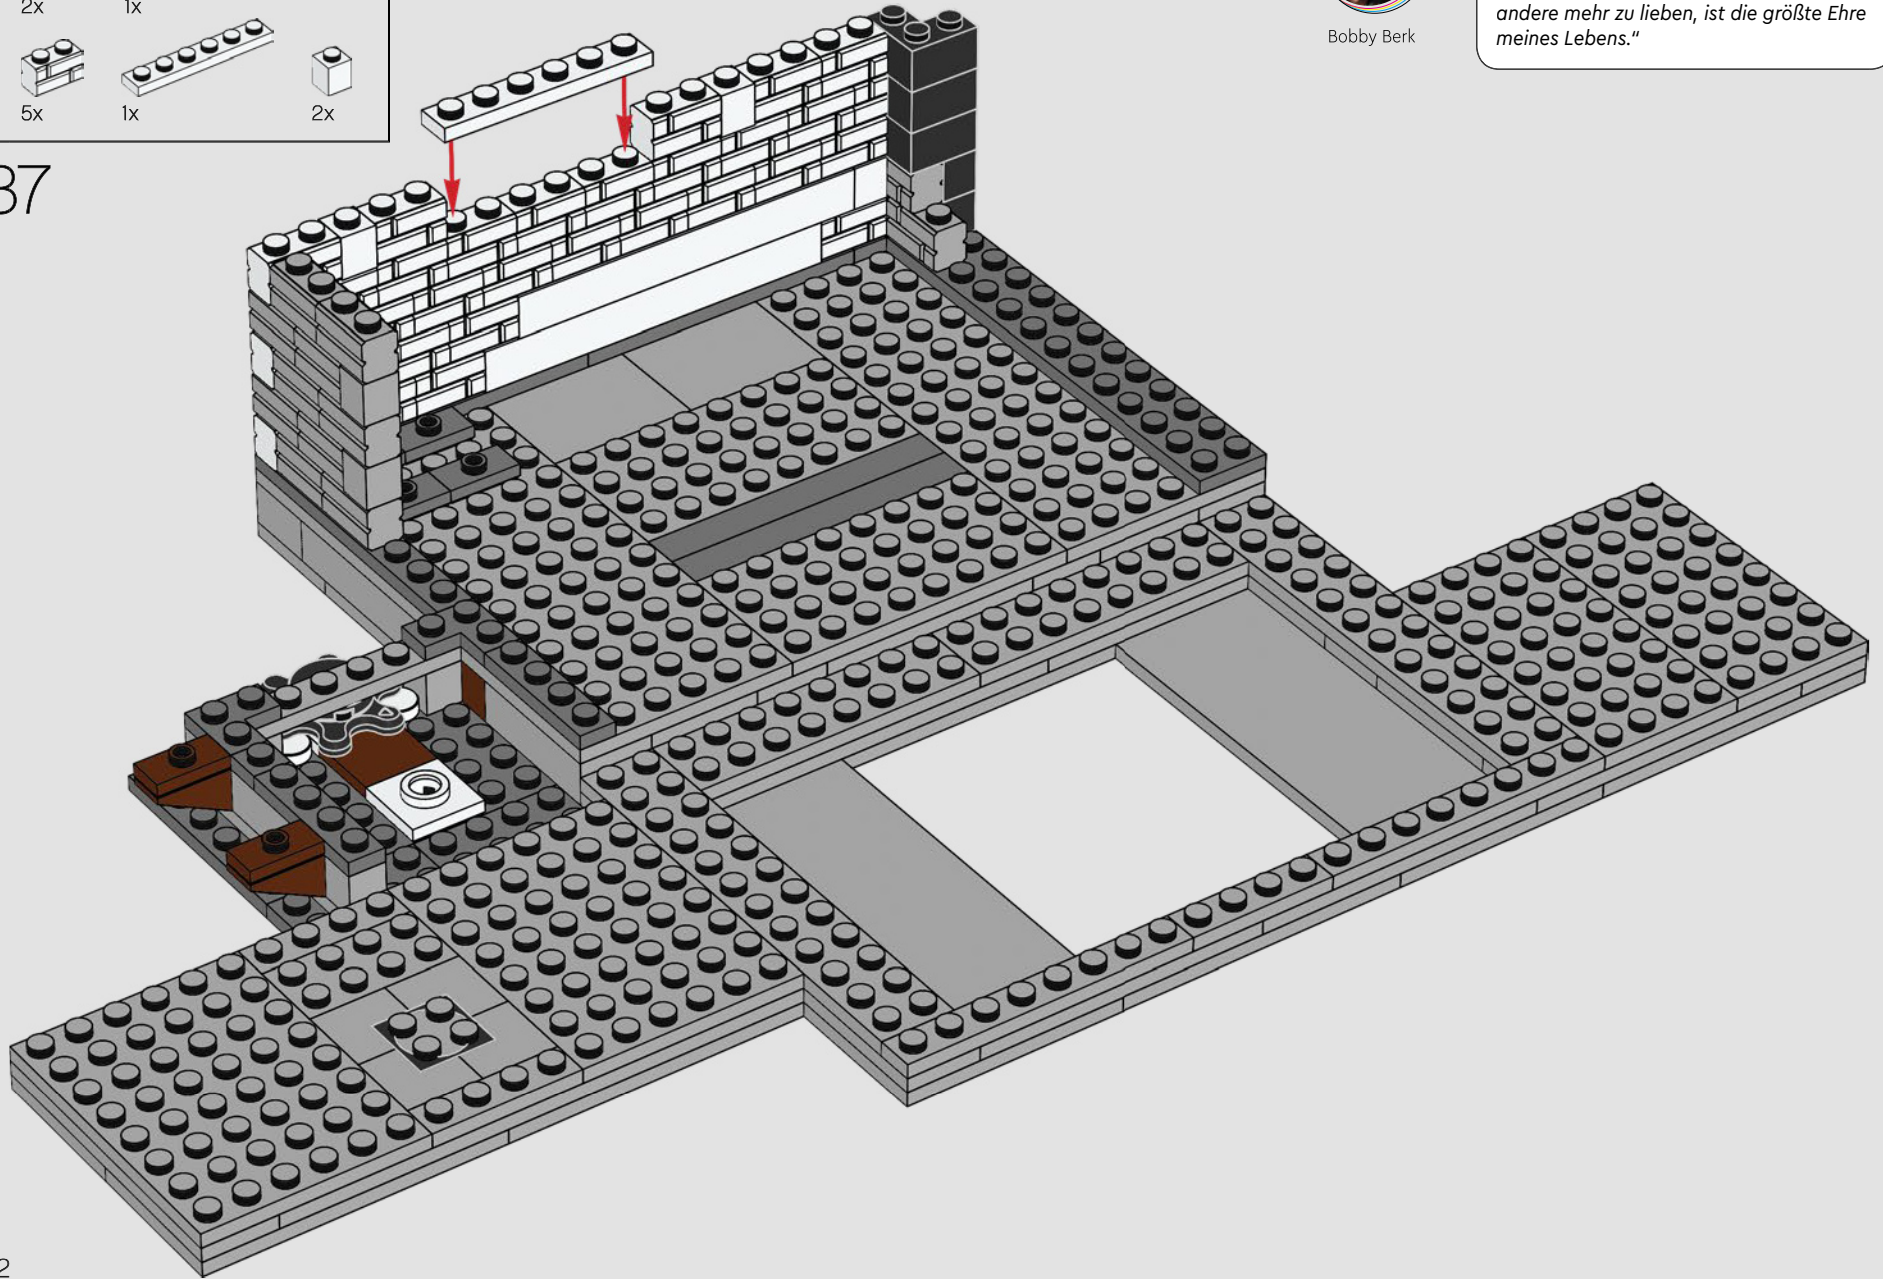 2x 1x
5x 1x 2x
Bobby Berk
andere mehr zu lieben, ist die größte Ehre
meines Lebens.“
37
2